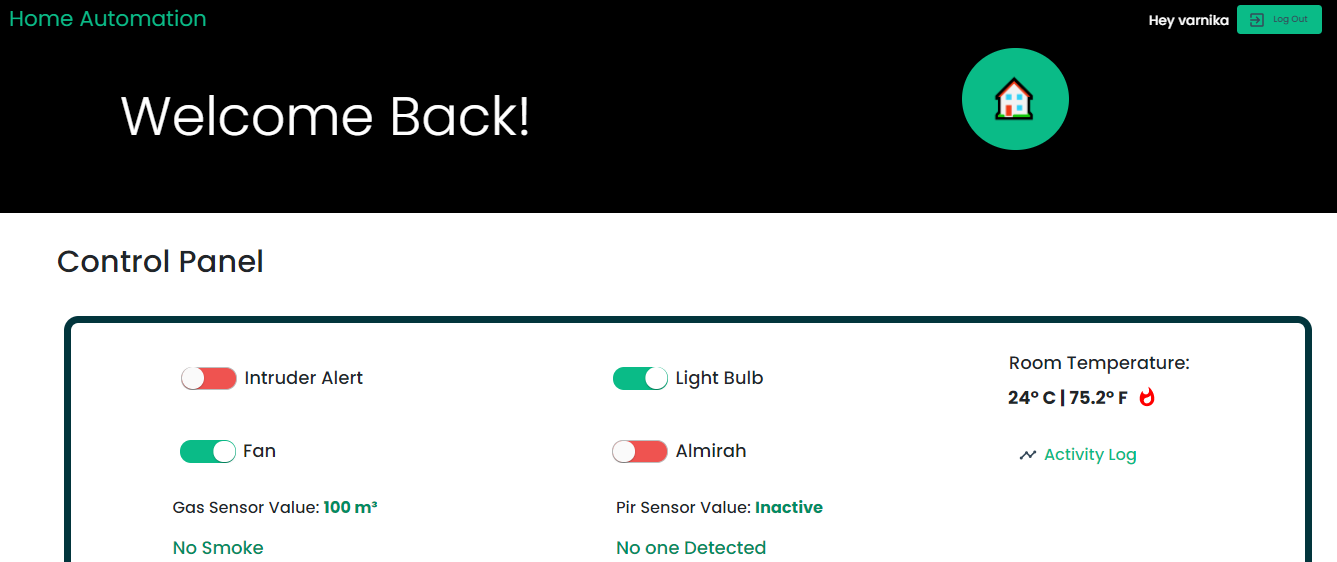 Home Automation
Hey varnika
Log Out
Welcome Back!
Control Panel
Intruder Alert
Light Bulb
Room Temperature:
24° C | 75.2° F
Fan
Almirah
Activity Log
Gas Sensor Value: 100 m³
Pir Sensor Value: Inactive
No Smoke
No one Detected